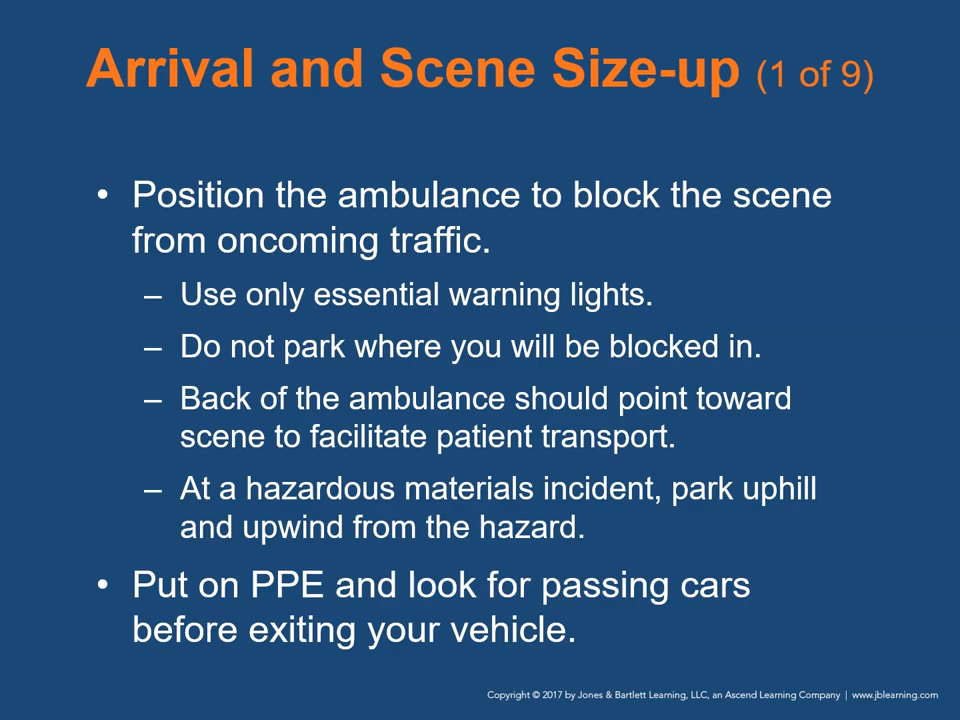 Arrival and Scene Size-up (1 of 9)
• Position the ambulance to block the scene
from oncoming traffic.
– Use only essential warning lights.
– Do not park where you will be blocked in.
– Back of the ambulance should point toward
scene to facilitate patient transport.
– At a hazardous materials incident, park uphill
and upwind from the hazard.
• Put on PPE and look for passing cars
before exiting your vehicle.
Copyright © 2017 by Jones & Bartlett Learning, LLC, an Ascend Learning Company | www.jblearning.com